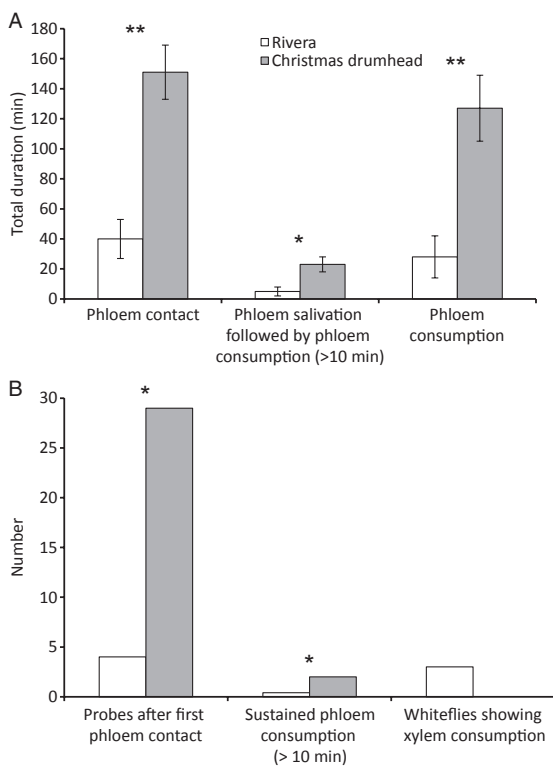 A
180
160
140
120
100
80
60
40
20
0
Total duration (min)
**
*
**
Rivera
Christmas drumhead
Phloem contact
Phloem salivation
followed by phloem
consumption (>10 min)
Phloem
consumption
B
30
25
20
15
10
5
0
Number
*
*
Probes after first
phloem contact
Sustained phloem
consumption
(> 10 min)
Whiteflies showing
xylem consumption